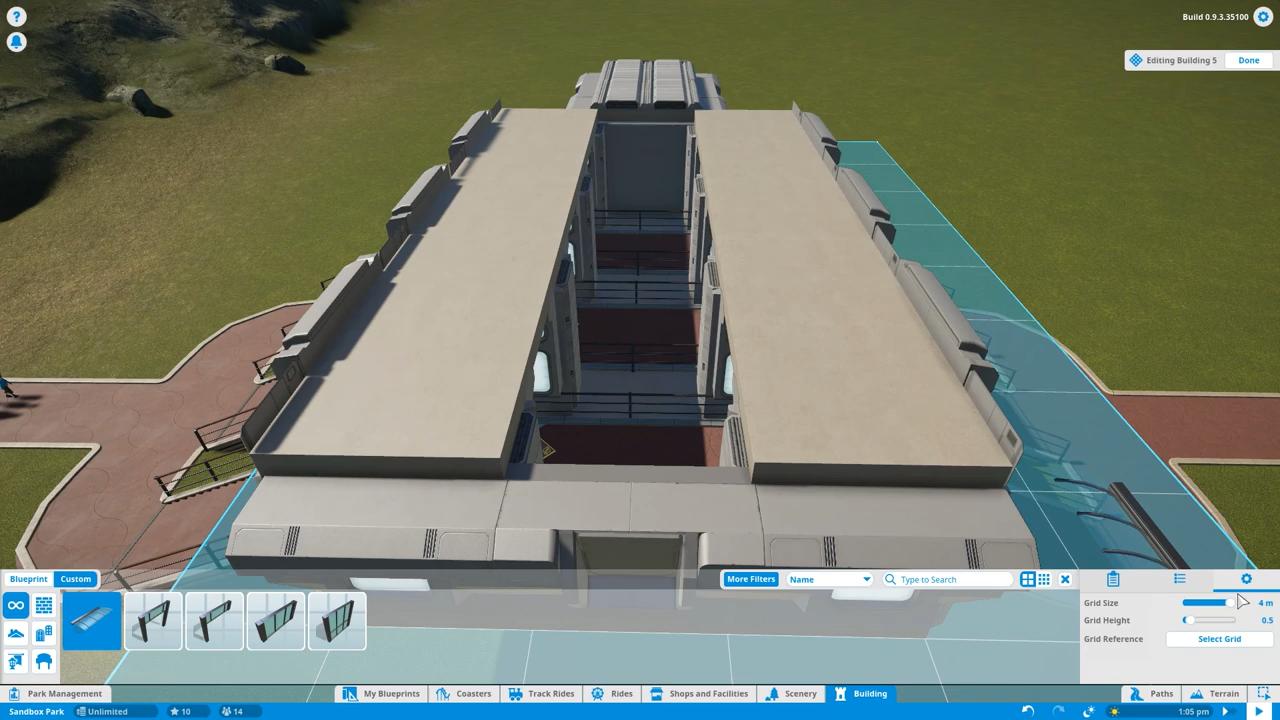 Build 0.9.3.35100
Editing Building 5
Done
Blueprint
Custom
More Filters
Name
Type to Search
Grid Size
4 m
Grid Height
0.5
Grid Reference
Select Grid
Park Management
My Blueprints
Coasters
Track Rides
Rides
Shops and Facilities
Scenery
Building
Paths
Terrain
Sandbox Park
Unlimited
10
14
1:05 pm